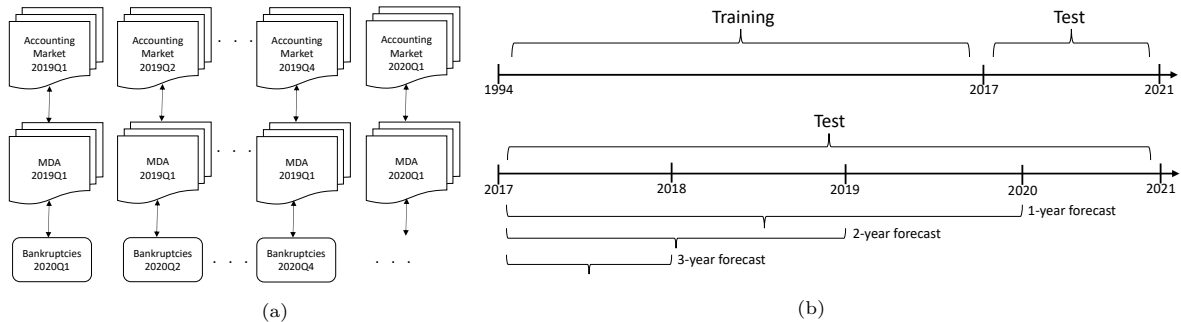 Accounting
Market
2019Q1
Accounting
Market
2019Q2
. . .
Accounting
Market
2019Q4
Accounting
Market
2020Q1
MDA
2019Q1
MDA
2019Q1
. . .
MDA
2019Q1
MDA
2020Q1
Bankruptcies
2020Q1
Bankruptcies
2020Q2
. . .
Bankruptcies
2020Q4
. . .
(a)
Training
Test
1994
2017
2021
Test
2017
2018
2019
2020
2021
1-year forecast
2-year forecast
3-year forecast
(b)